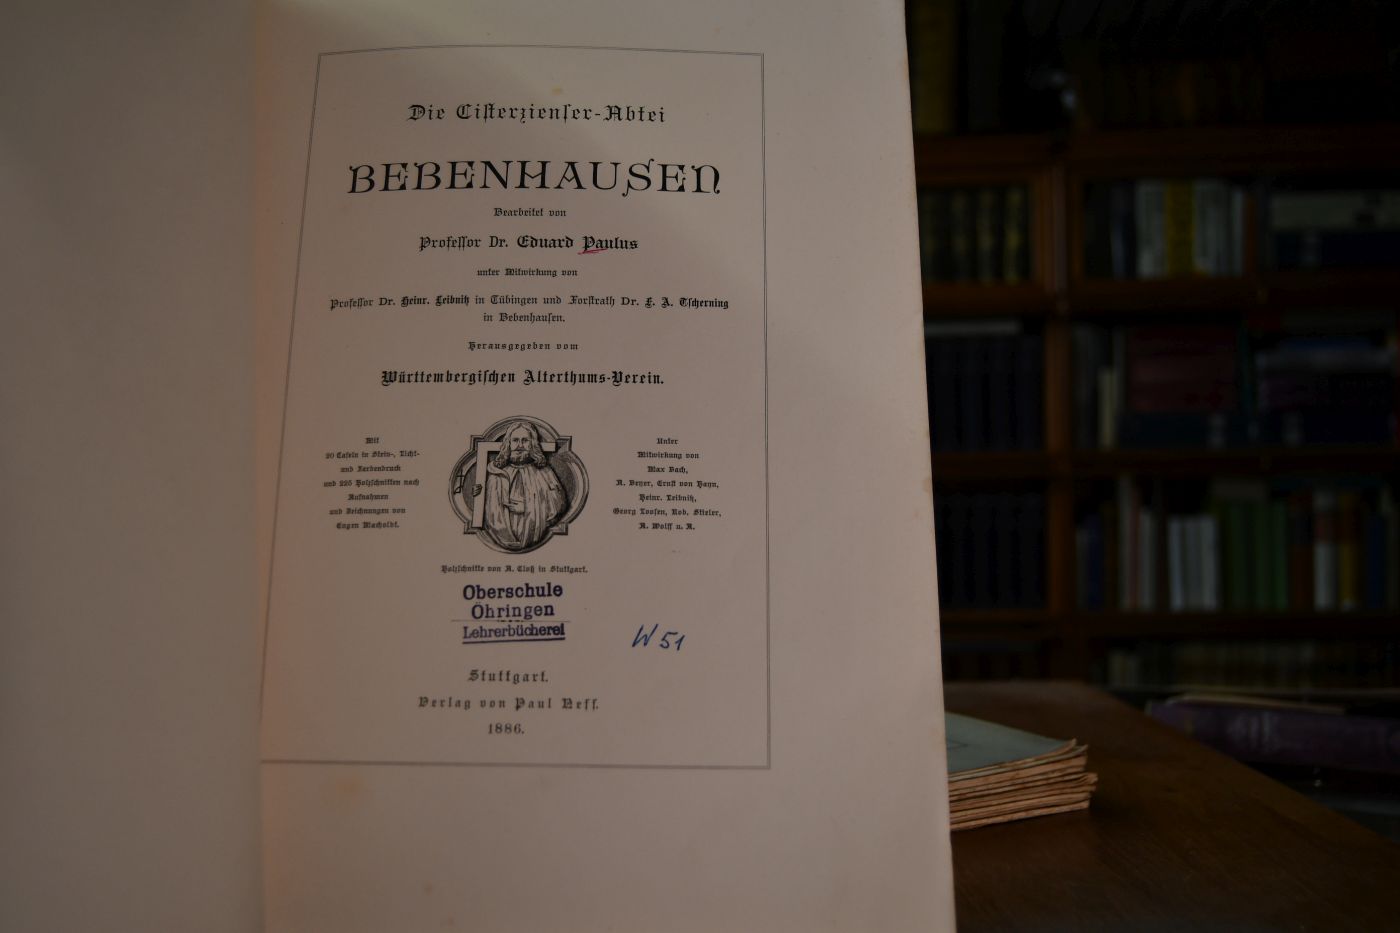 Die Cisterzienser-Abtei
BEBENHAUSEN
Bearbeitet von
Professor Dr. Eduard Paulus
unter Mitwirkung von
Professor Dr. Heinr. Leibnitz in Tübingen und Forstrath Dr. F. A. Tscherning
in Bebenhausen.
Herausgegeben vom
Württembergischen Alterthums-Verein.
Mit
20 Tafeln in Stein-, Licht-
und Farbendruck
und 225 Holzschnitten nach
Aufnahmen
und Zeichnungen von
Eugen Macholdt.
Unter
Mitwirkung von
Max Bach,
A. Beyer, Ernst von Hayn,
Heinr. Leibnitz,
Georg Loosen, Rob. Stieler,
A. Wolff u. A.
Holzschnitte von A. Cloß in Stuttgart.
Oberschule
Öhringen
Lehrerbücherei
W 51
Stuttgart.
Verlag von Paul Neff.
1886.